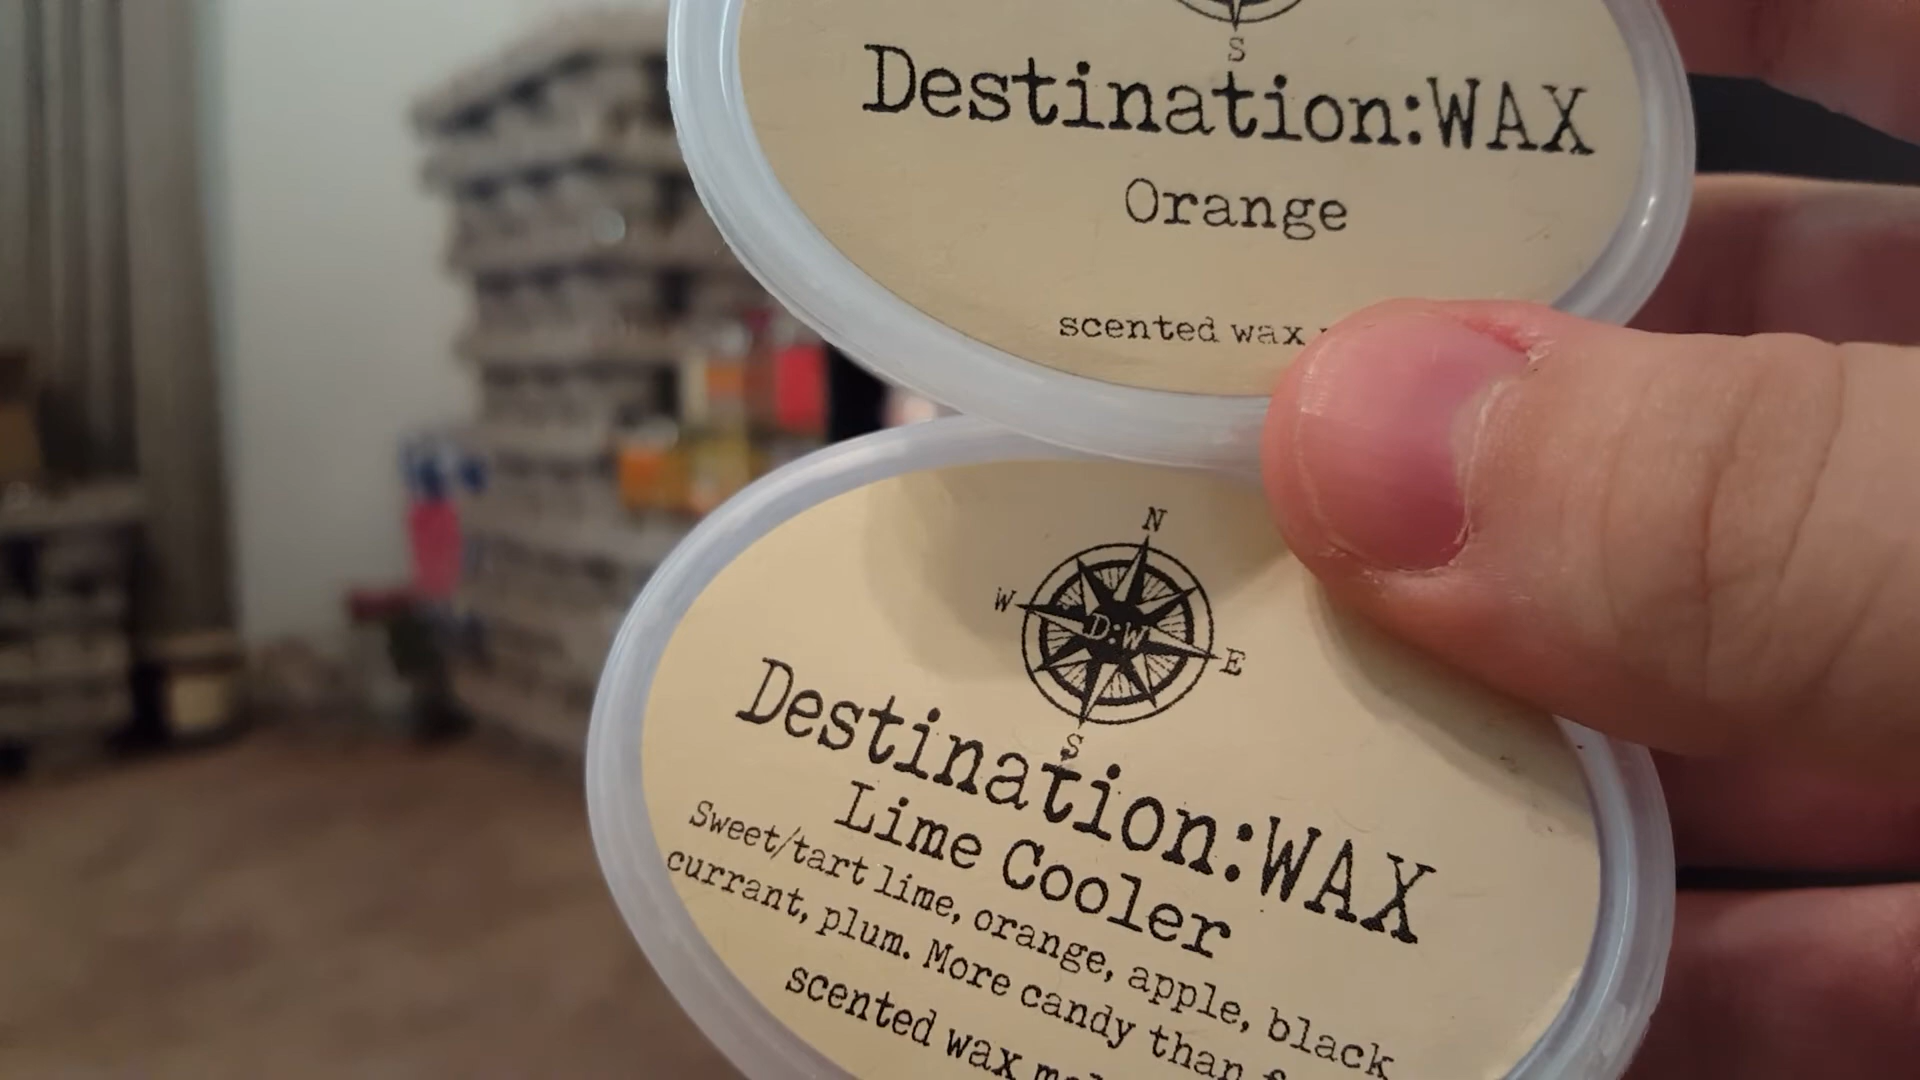 S
Destination:WAX
Orange
scented wax
N
W
D:W
E
S
Destination:WAX
Lime Cooler
Sweet/tart lime, orange, apple, black
currant, plum. More candy than
scented wax